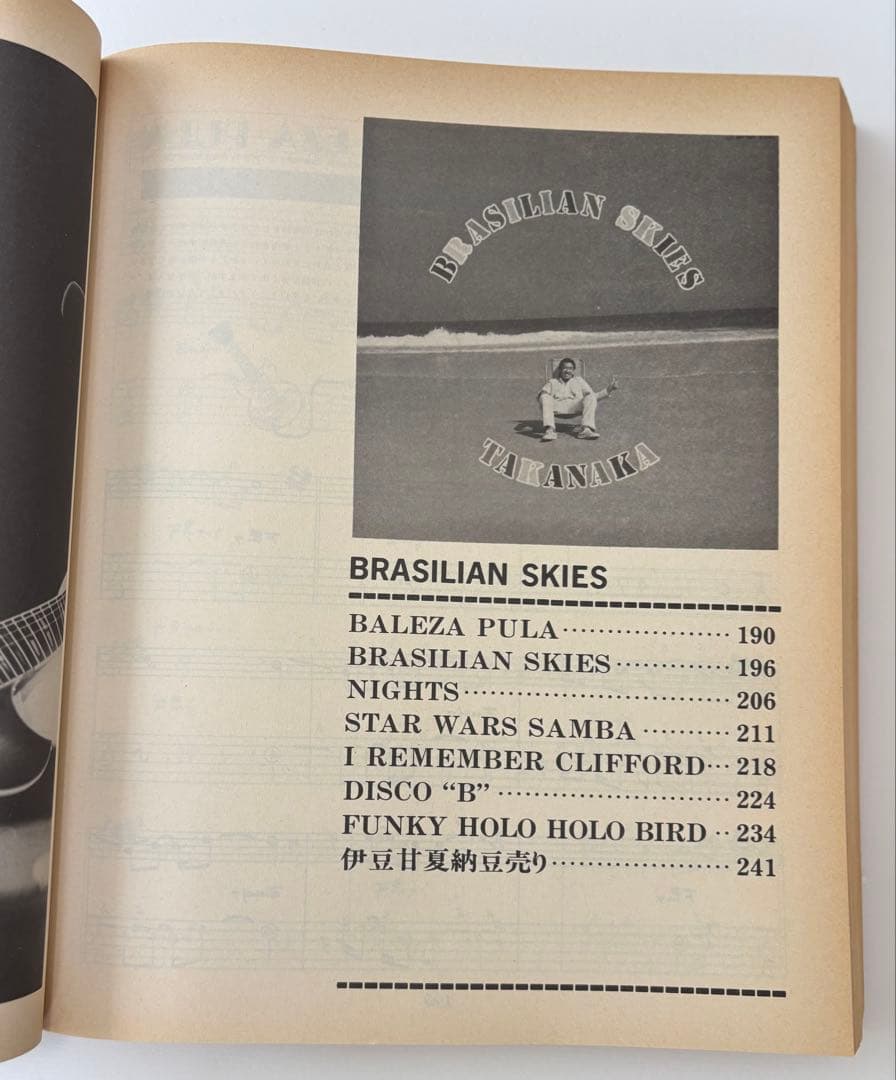 BRASILIAN SKIES
TAKANAKA
BRASILIAN SKIES
BALEZA PULA··················· 190
BRASILIAN SKIES············· 196
NIGHTS······························ 206
STAR WARS SAMBA ·········· 211
I REMEMBER CLIFFORD··· 218
DISCO “B” ·························· 224
FUNKY HOLO HOLO BIRD ·· 234
伊豆甘夏納豆売り···················· 241